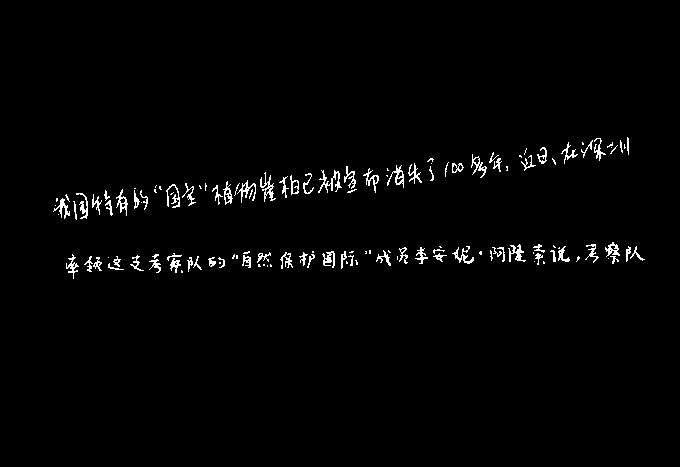 我国特有的“国宝”植物崖柏已被宣布消失了100多年,近日,在深圳
率领这支考察队的“自然保护国际”成员李安妮·阿隆索说,考察队